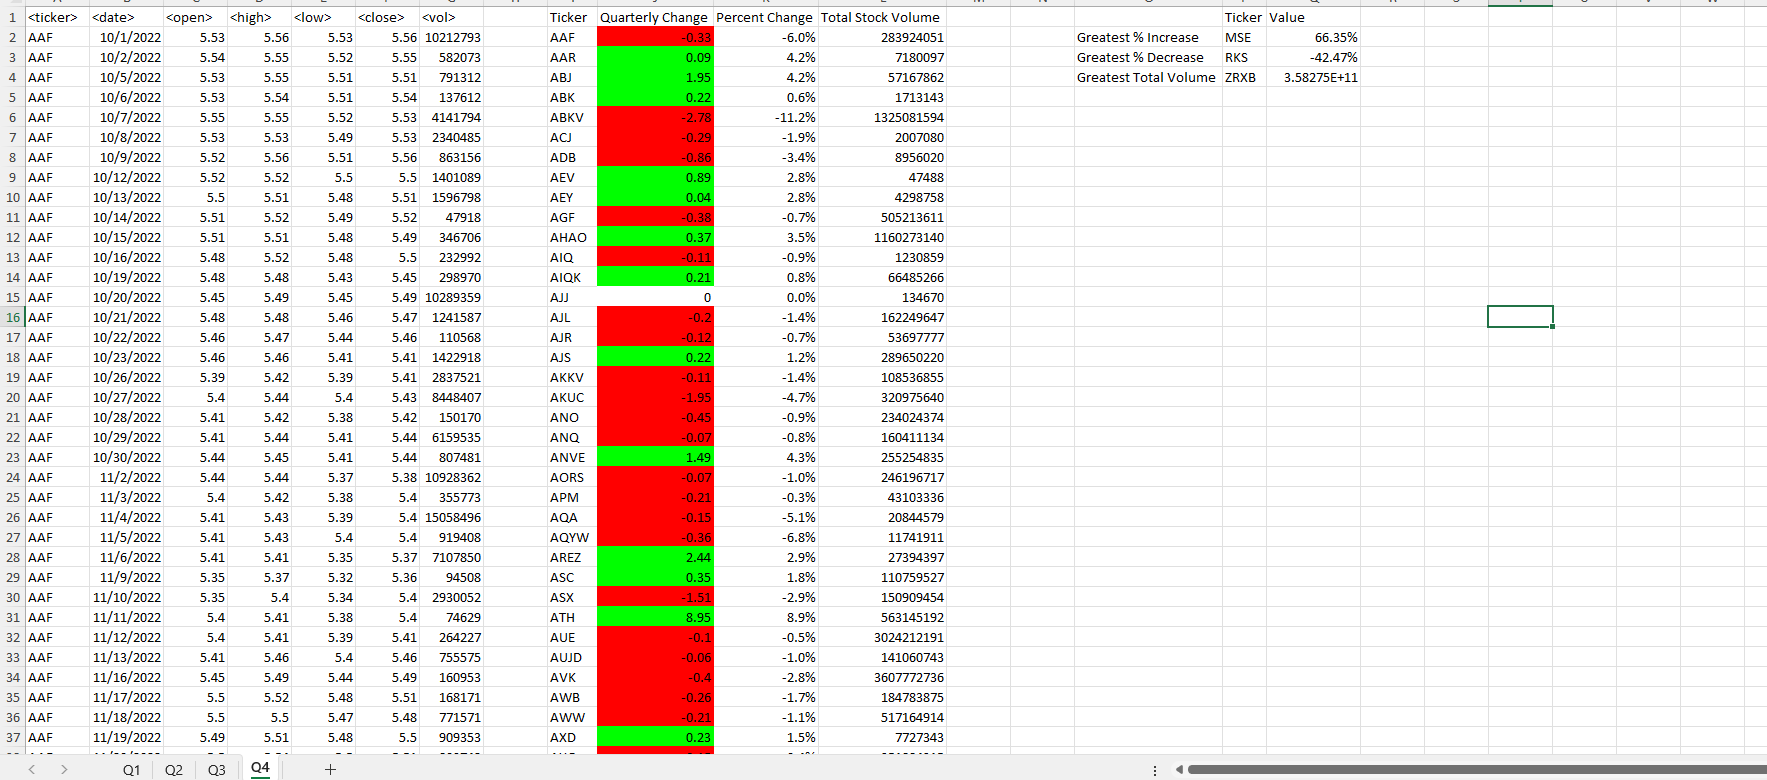 1 <ticker> <date> <open> <high> <low> <close> <vol> Ticker Quarterly Change Percent Change Total Stock Volume Ticker Value
2 AAF 10/1/2022 5.53 5.56 5.53 5.56 10212793 AAF -0.33 -6.0% 283924051 Greatest % Increase MSE 66.35%
3 AAF 10/2/2022 5.54 5.55 5.52 5.55 582073 AAR 0.09 4.2% 7180097 Greatest % Decrease RKS -42.47%
4 AAF 10/5/2022 5.53 5.55 5.51 5.51 791312 ABJ 1.95 4.2% 57167862 Greatest Total Volume ZRXB 3.58275E+11
5 AAF 10/6/2022 5.53 5.54 5.51 5.54 137612 ABK 0.22 0.6% 1713143
6 AAF 10/7/2022 5.55 5.55 5.52 5.53 4141794 ABKV -2.78 -11.2% 1325081594
7 AAF 10/8/2022 5.53 5.53 5.49 5.53 2340485 ACJ -0.29 -1.9% 2007080
8 AAF 10/9/2022 5.52 5.56 5.51 5.56 863156 ADB -0.86 -3.4% 8956020
9 AAF 10/12/2022 5.52 5.52 5.5 5.5 1401089 AEV 0.89 2.8% 47488
10 AAF 10/13/2022 5.5 5.51 5.48 5.51 1596798 AEY 0.04 2.8% 4298758
11 AAF 10/14/2022 5.51 5.52 5.49 5.52 47918 AGF -0.38 -0.7% 505213611
12 AAF 10/15/2022 5.51 5.51 5.48 5.49 346706 AHAO 0.37 3.5% 1160273140
13 AAF 10/16/2022 5.48 5.52 5.48 5.5 232992 AIQ -0.11 -0.9% 1230859
14 AAF 10/19/2022 5.48 5.48 5.43 5.45 298970 AIQK 0.21 0.8% 66485266
15 AAF 10/20/2022 5.45 5.49 5.45 5.49 10289359 AJJ 0 0.0% 134670
16 AAF 10/21/2022 5.48 5.48 5.46 5.47 1241587 AJL -0.2 -1.4% 162249647
17 AAF 10/22/2022 5.46 5.47 5.44 5.46 110568 AJR -0.12 -0.7% 53697777
18 AAF 10/23/2022 5.46 5.46 5.41 5.41 1422918 AJS 0.22 1.2% 289650220
19 AAF 10/26/2022 5.39 5.42 5.39 5.41 2837521 AKKV -0.11 -1.4% 108536855
20 AAF 10/27/2022 5.4 5.44 5.4 5.43 8448407 AKUC -1.95 -4.7% 320975640
21 AAF 10/28/2022 5.41 5.42 5.38 5.42 150170 ANO -0.45 -0.9% 234024374
22 AAF 10/29/2022 5.41 5.44 5.41 5.44 6159535 ANQ -0.07 -0.8% 160411134
23 AAF 10/30/2022 5.44 5.45 5.41 5.44 807481 ANVE 1.49 4.3% 255254835
24 AAF 11/2/2022 5.44 5.44 5.37 5.38 10928362 AORS -0.07 -1.0% 246196717
25 AAF 11/3/2022 5.4 5.42 5.38 5.4 355773 APM -0.21 -0.3% 43103336
26 AAF 11/4/2022 5.41 5.43 5.39 5.4 15058496 AQA -0.15 -5.1% 20844579
27 AAF 11/5/2022 5.41 5.43 5.4 5.4 919408 AQYW -0.36 -6.8% 11741911
28 AAF 11/6/2022 5.41 5.41 5.35 5.37 7107850 AREZ 2.44 2.9% 27394397
29 AAF 11/9/2022 5.35 5.37 5.32 5.36 94508 ASC 0.35 1.8% 110759527
30 AAF 11/10/2022 5.35 5.4 5.34 5.4 2930052 ASX -1.51 -2.9% 150909454
31 AAF 11/11/2022 5.4 5.41 5.38 5.4 74629 ATH 8.95 8.9% 563145192
32 AAF 11/12/2022 5.4 5.41 5.39 5.41 264227 AUE -0.1 -0.5% 3024212191
33 AAF 11/13/2022 5.41 5.46 5.4 5.46 755575 AUJD -0.06 -1.0% 141060743
34 AAF 11/16/2022 5.45 5.49 5.44 5.49 160953 AVK -0.4 -2.8% 3607772736
35 AAF 11/17/2022 5.5 5.52 5.48 5.51 168171 AWB -0.26 -1.7% 184783875
36 AAF 11/18/2022 5.5 5.5 5.47 5.48 771571 AWW -0.21 -1.1% 517164914
37 AAF 11/19/2022 5.49 5.51 5.48 5.5 909353 AXD 0.23 1.5% 7727343
Q1 Q2 Q3 Q4 +